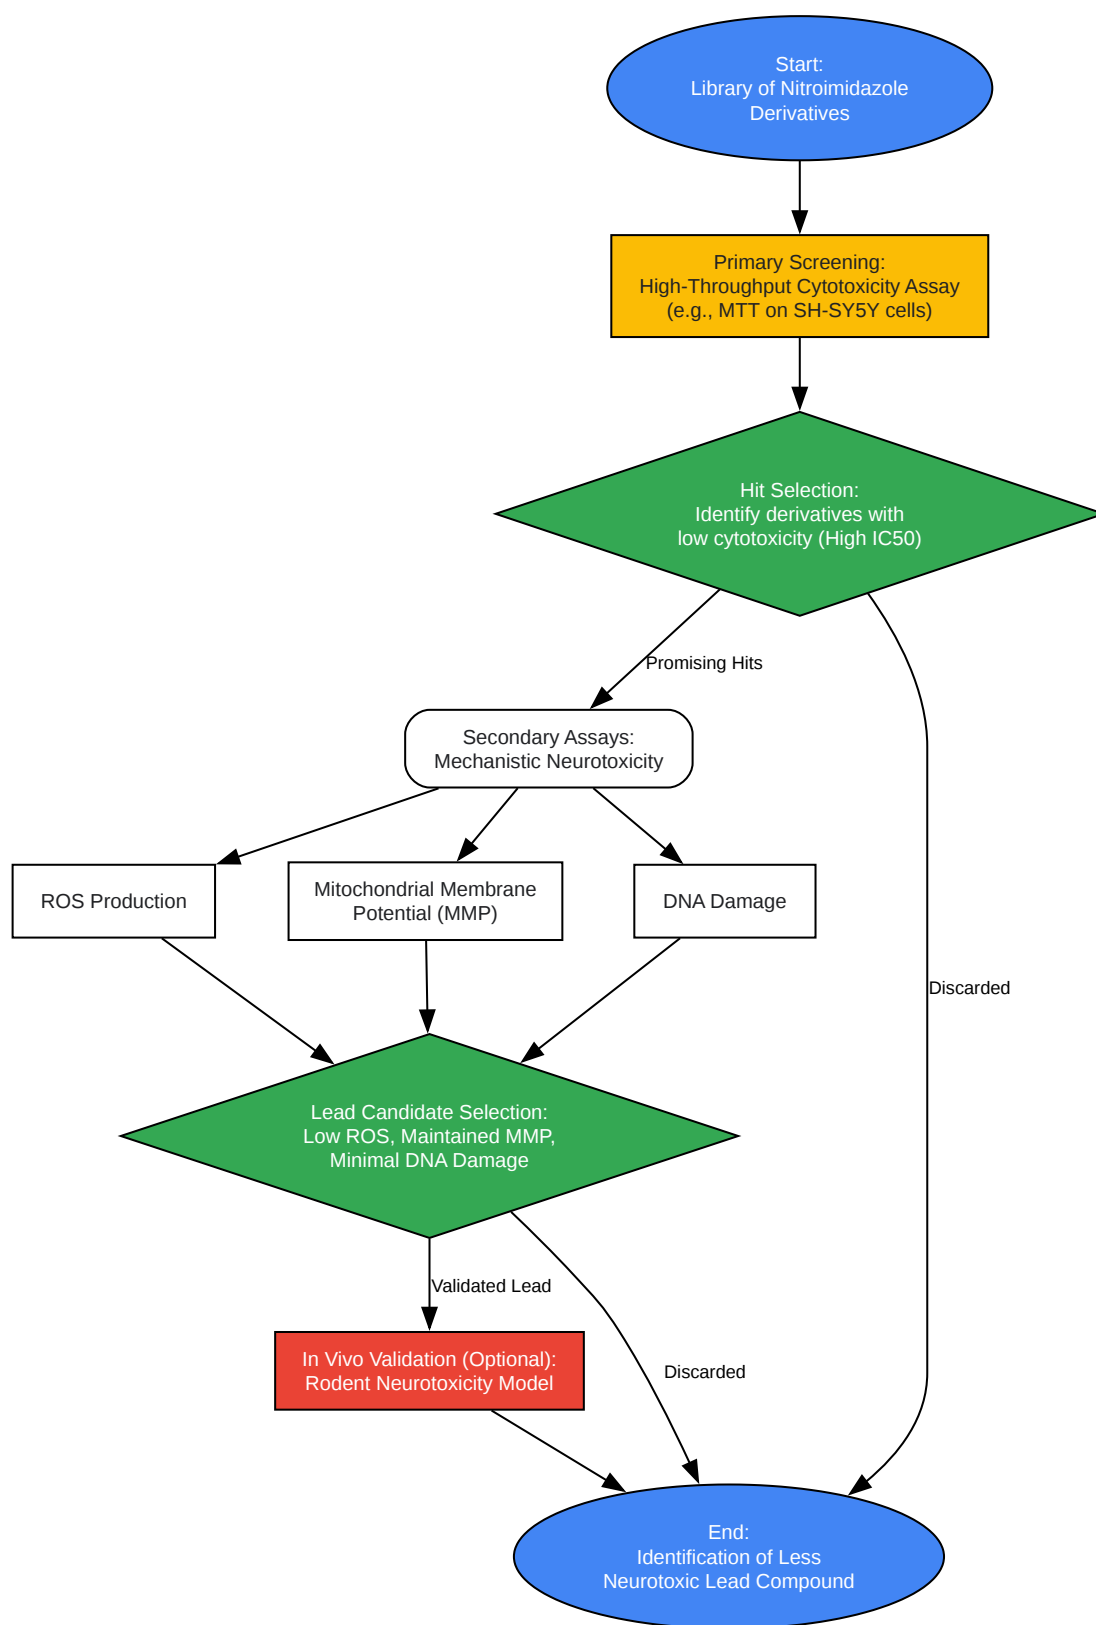 Start:
Library of Nitroimidazole
Derivatives
Primary Screening:
High-Throughput Cytotoxicity Assay
(e.g., MTT on SH-SY5Y cells)
Hit Selection:
Identify derivatives with
low cytotoxicity (High IC50)
Promising Hits
Secondary Assays:
Mechanistic Neurotoxicity
ROS Production
Mitochondrial Membrane
Potential (MMP)
DNA Damage
Discarded
Lead Candidate Selection:
Low ROS, Maintained MMP,
Minimal DNA Damage
Validated Lead
In Vivo Validation (Optional):
Rodent Neurotoxicity Model
Discarded
End:
Identification of Less
Neurotoxic Lead Compound